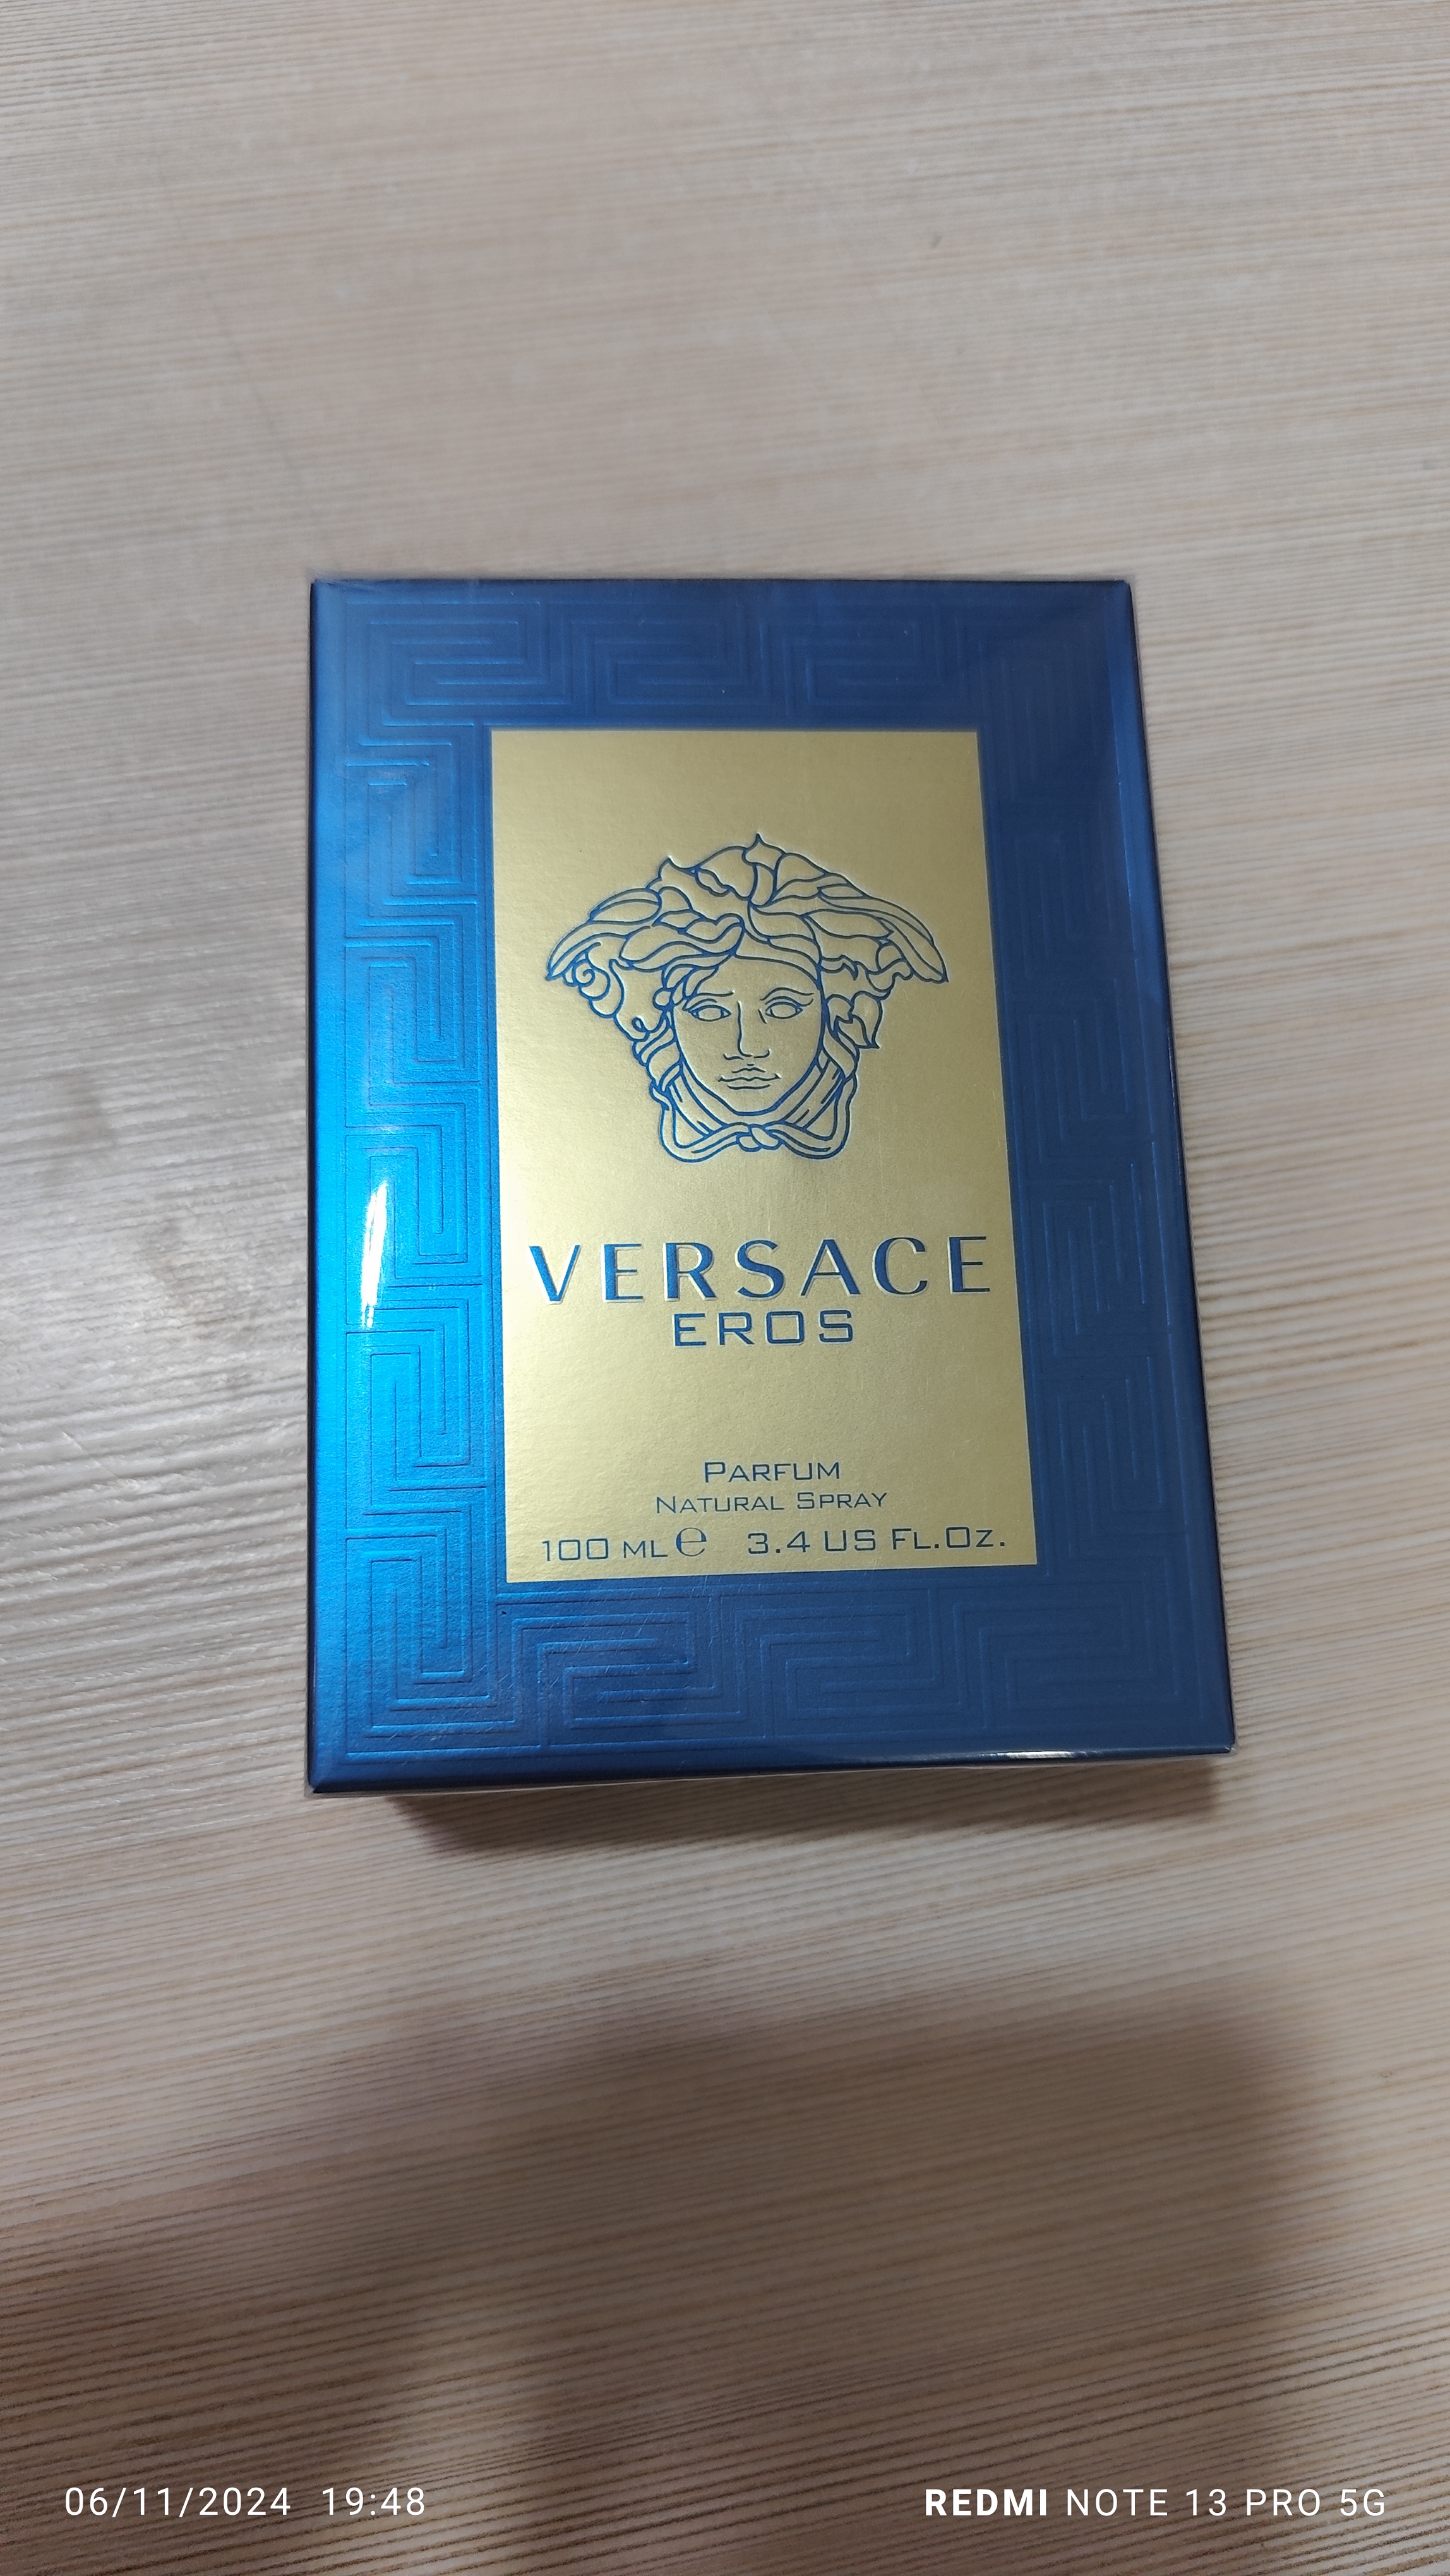 VERSACE
EROS
PARFUM
NATURAL SPRAY
100 ML ℮ 3.4 US FL.OZ.
06/11/2024 19:48
REDMI NOTE 13 PRO 5G